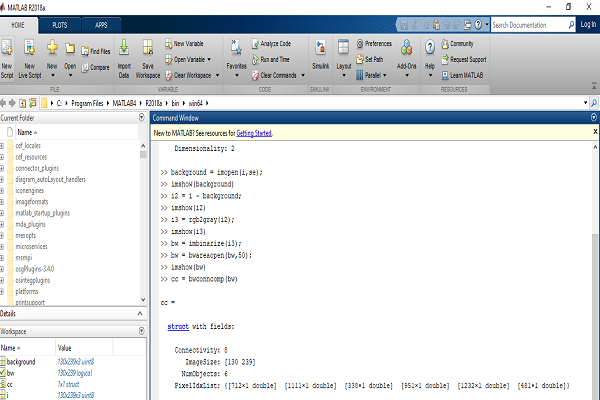 MATLAB R2018a
HOME PLOTS APPS
Search Documentation
Log In
New Script
New Live Script
New
Open
Find Files
Compare
Import Data
Save Workspace
New Variable
Open Variable
Clear Workspace
Favorites
Analyze Code
Run and Time
Clear Commands
Simulink
Layout
Preferences
Set Path
Parallel
Add-Ons
Help
Community
Request Support
Learn MATLAB
FILE VARIABLE CODE SIMULINK ENVIRONMENT RESOURCES
C: Program Files MATLAB4 R2018a bin win64
Current Folder
Name
cef_locales
cef_resources
connector_plugins
diagram_autoLayout_handlers
iconengines
imageformats
matlab_startup_plugins
mda_plugins
mexopts
microservices
msmpi
osgPlugins-3.4.0
osintegplugins
platforms
printsupport
Details
Workspace
Name Value
background 130x239x3 uint8
bw 130x239 logical
cc 1x1 struct
i 130x239x3 uint8
Command Window
New to MATLAB? See resources for Getting Started.
Dimensionality: 2
>> background = imopen(i,se);
>> imshow(background)
>> i2 = i - background;
>> imshow(i2)
>> i3 = rgb2gray(i2);
>> imshow(i3)
>> bw = imbinarize(i3);
>> bw = bwareaopen(bw,50);
>> imshow(bw)
>> cc = bwconncomp(bw)
cc =
struct with fields:
Connectivity: 8
ImageSize: [130 239]
NumObjects: 6
PixelIdxList: {[712×1 double] [1111×1 double] [338×1 double] [951×1 double] [1232×1 double] [481×1 double]}